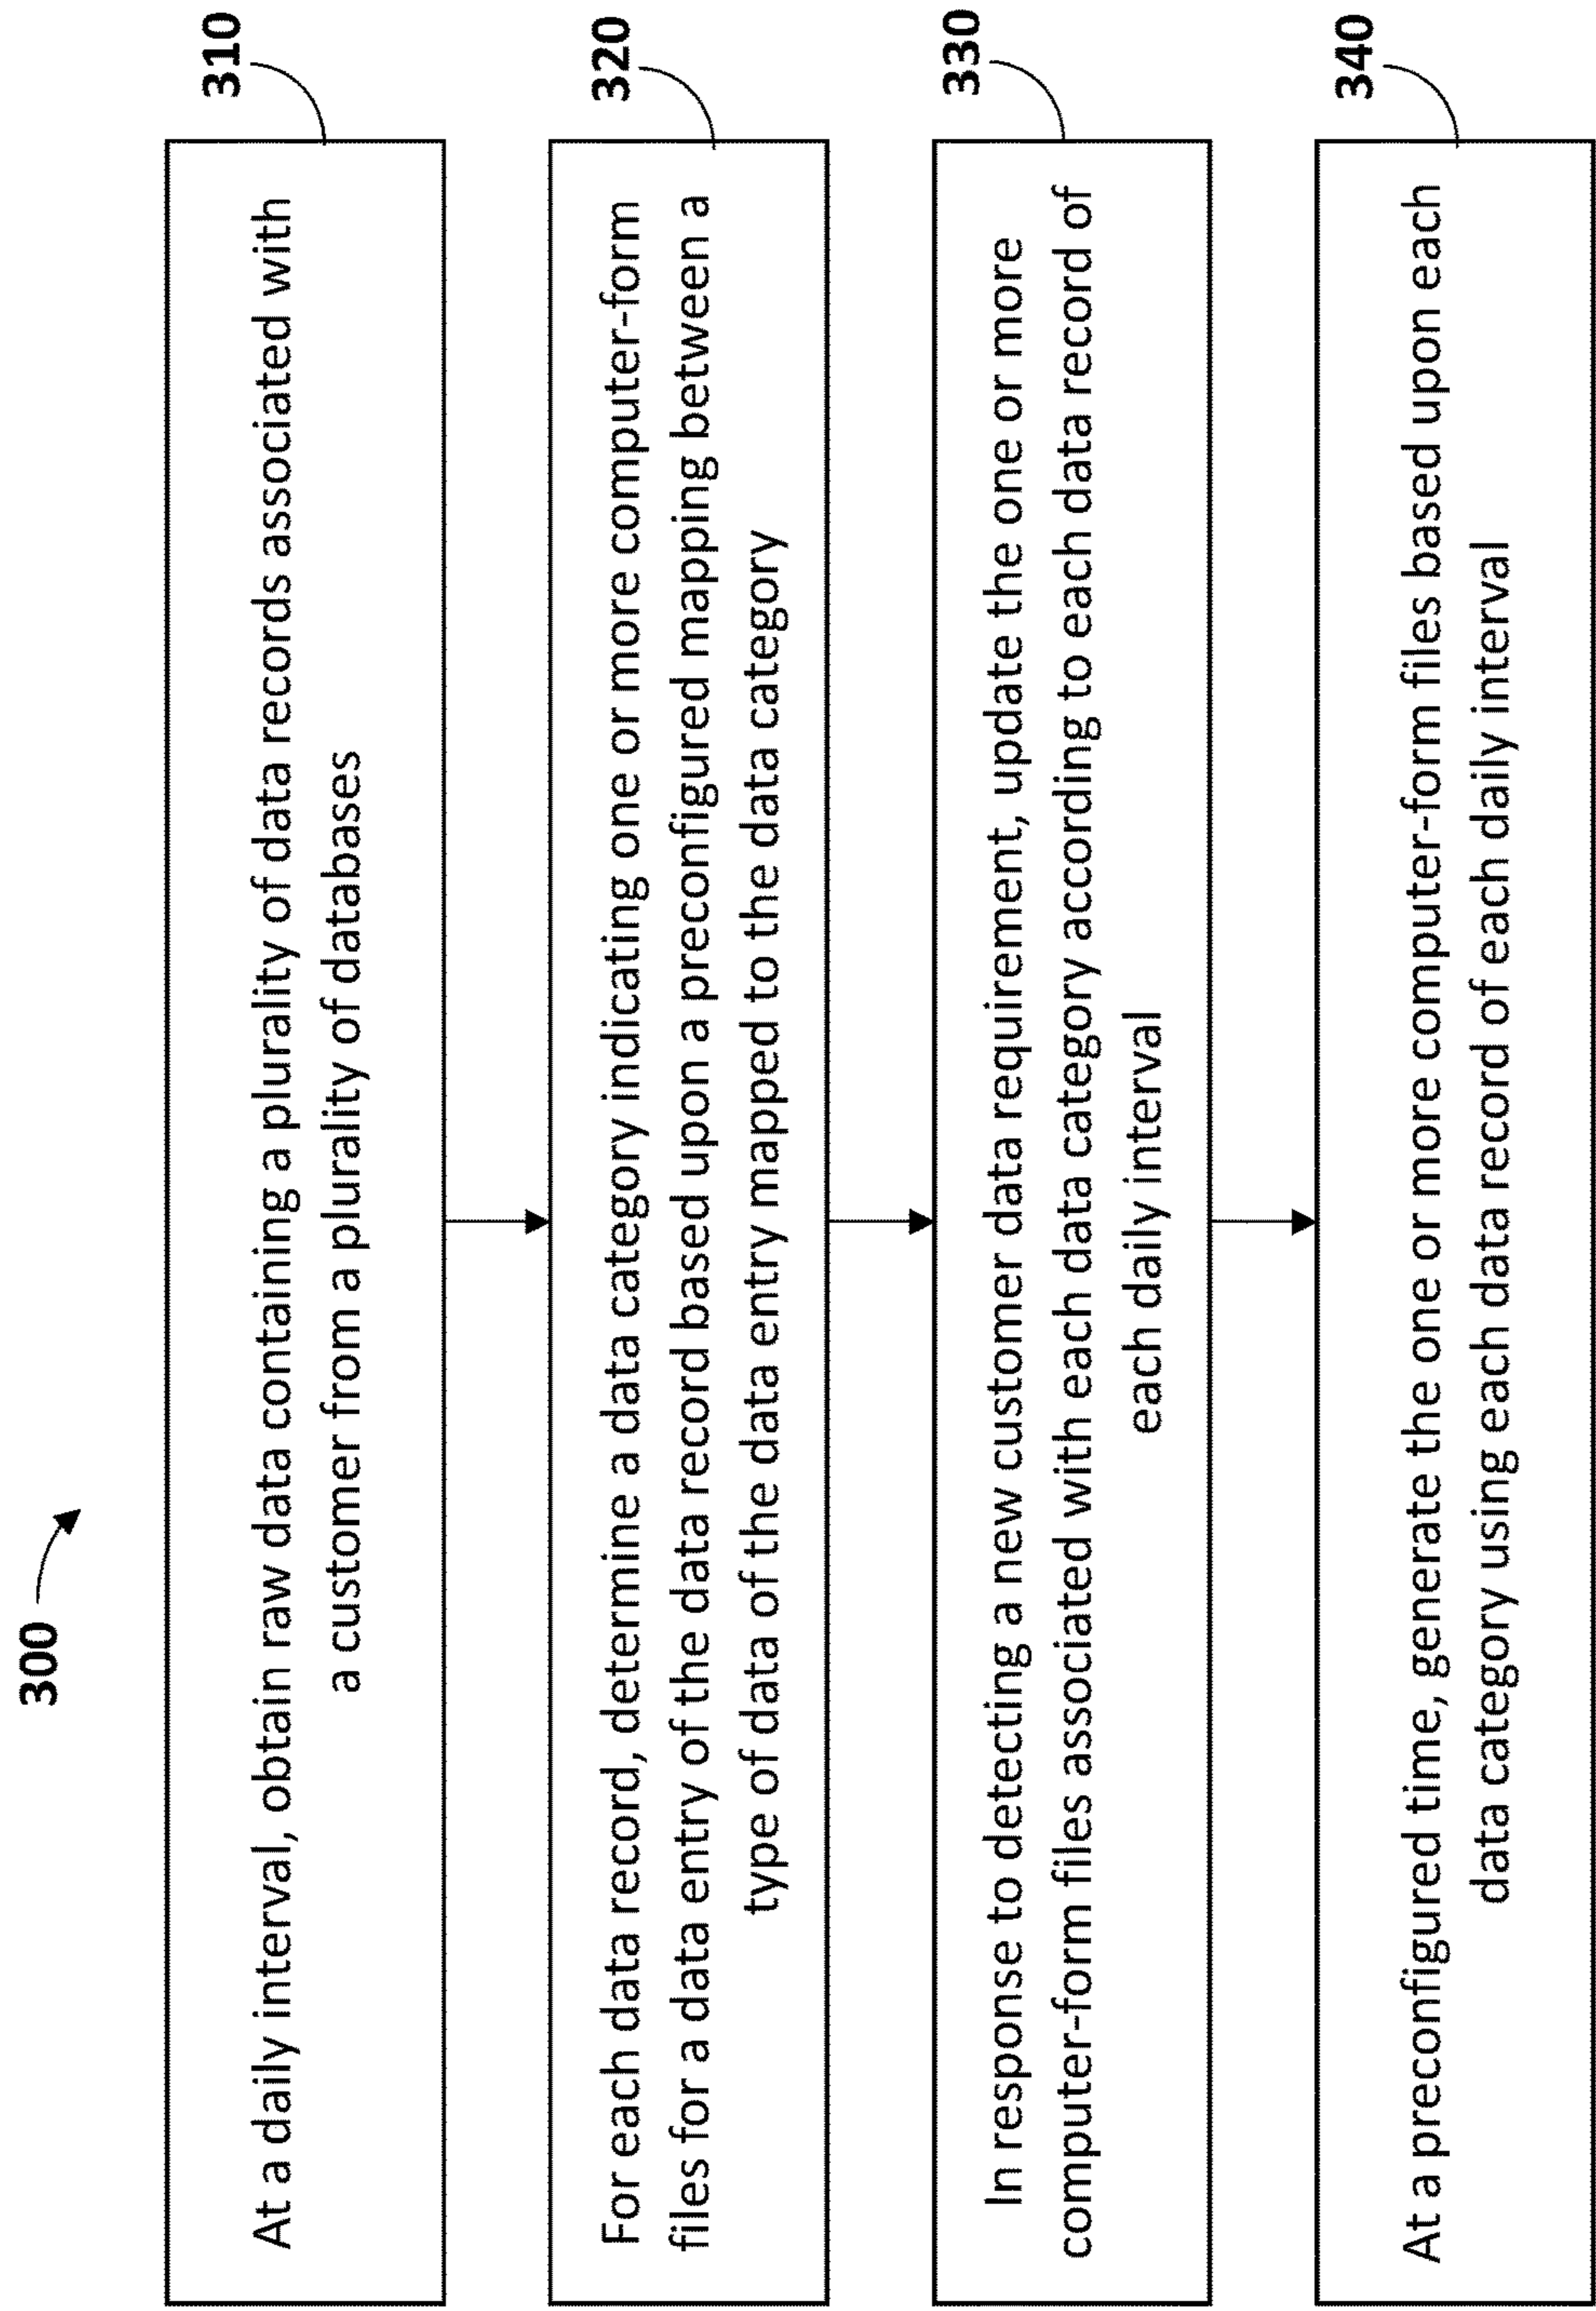 300
310
At a daily interval, obtain raw data containing a plurality of data records associated with
a customer from a plurality of databases
320
For each data record, determine a data category indicating one or more computer-form
files for a data entry of the data record based upon a preconfigured mapping between a
type of data of the data entry mapped to the data category
330
In response to detecting a new customer data requirement, update the one or more
computer-form files associated with each data category according to each data record of
each daily interval
340
At a preconfigured time, generate the one or more computer-form files based upon each
data category using each data record of each daily interval